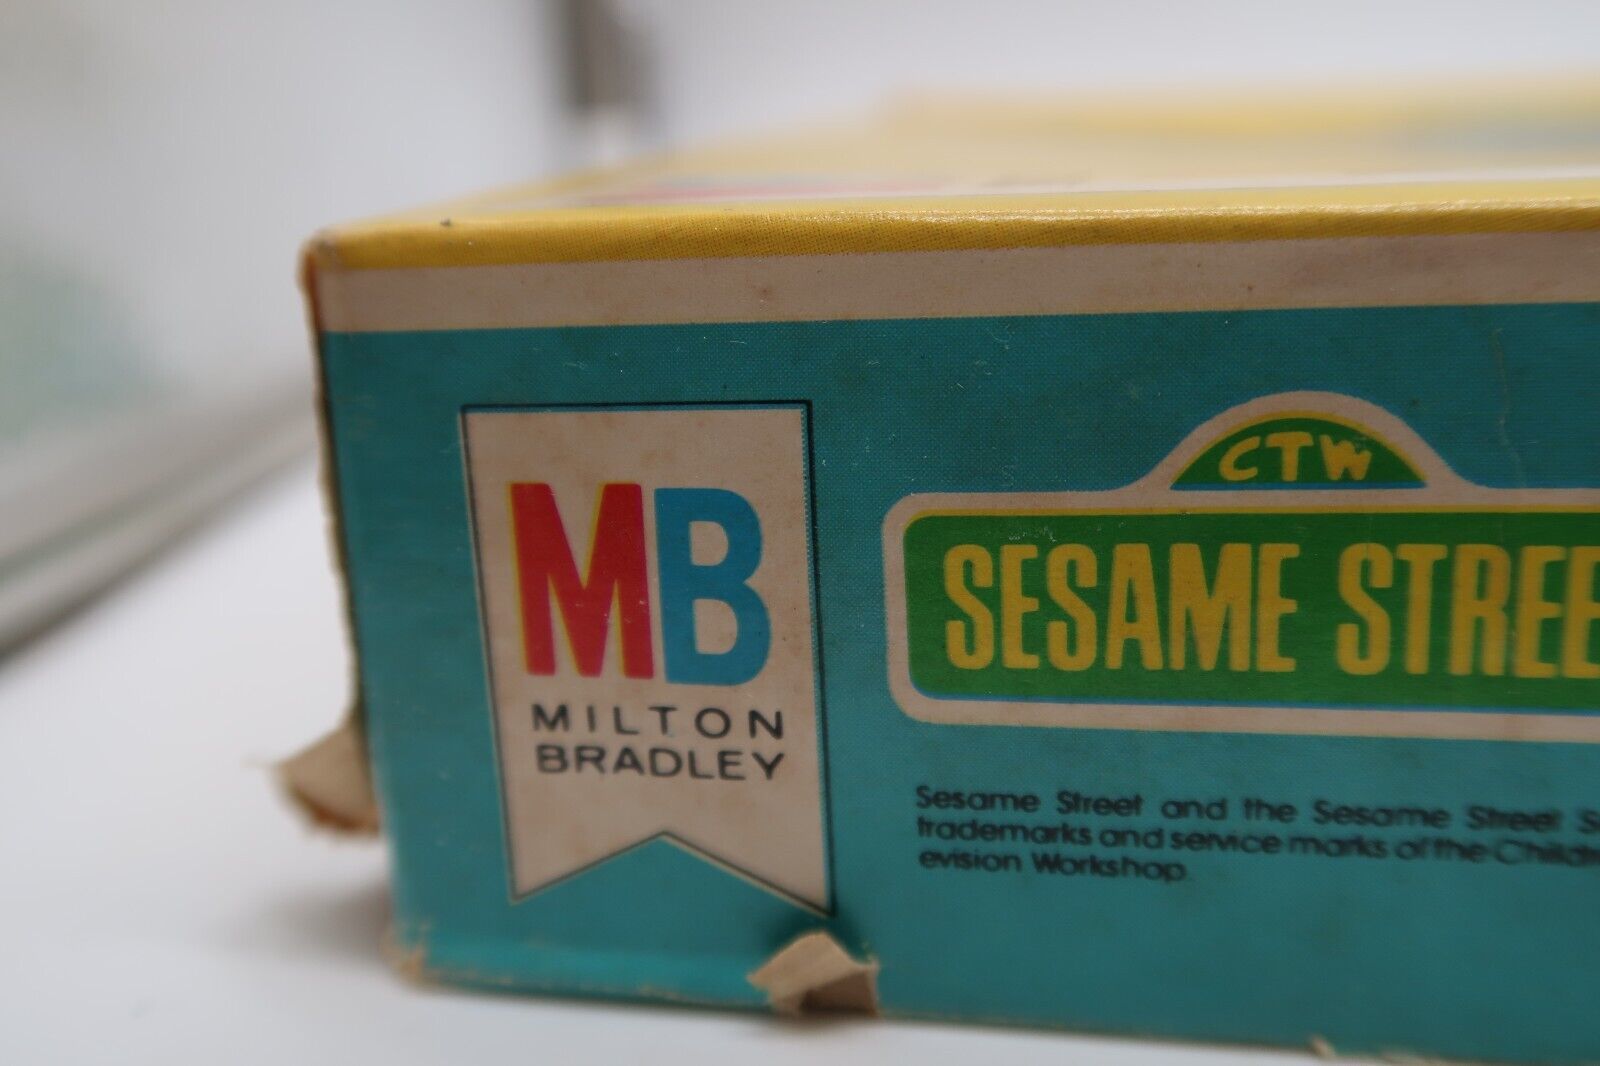 MB
MILTON
BRADLEY
CTW
SESAME STREE
Sesame Street and the Sesame Street S
trademarks and service marks of the Childr
evision Workshop